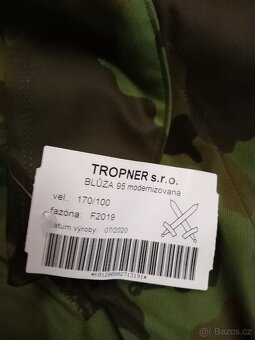 TROPNER s.r.o.
BLŮZA 95 modernizovaná
vel.: 170/100
fazóna: F2019
datum výroby: 07/2020
Bazos.cz